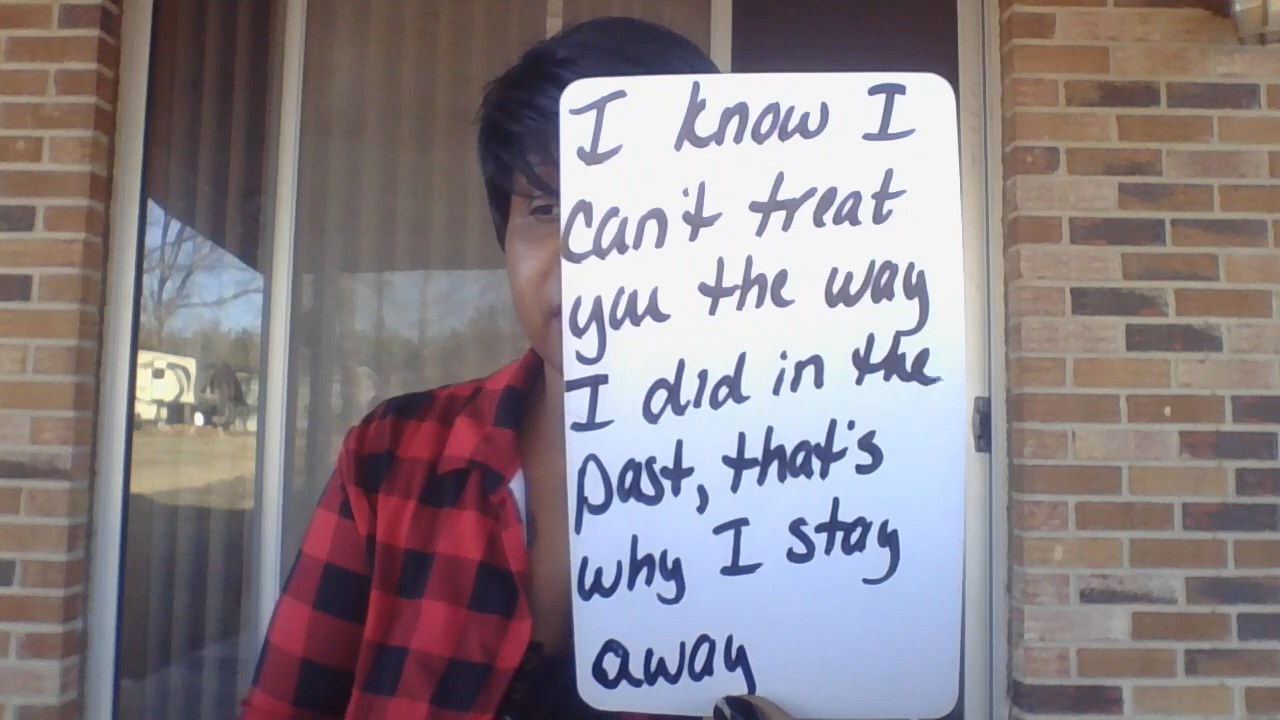 I know I
can't treat
you the way
I did in the
past, that's
why I stay
away